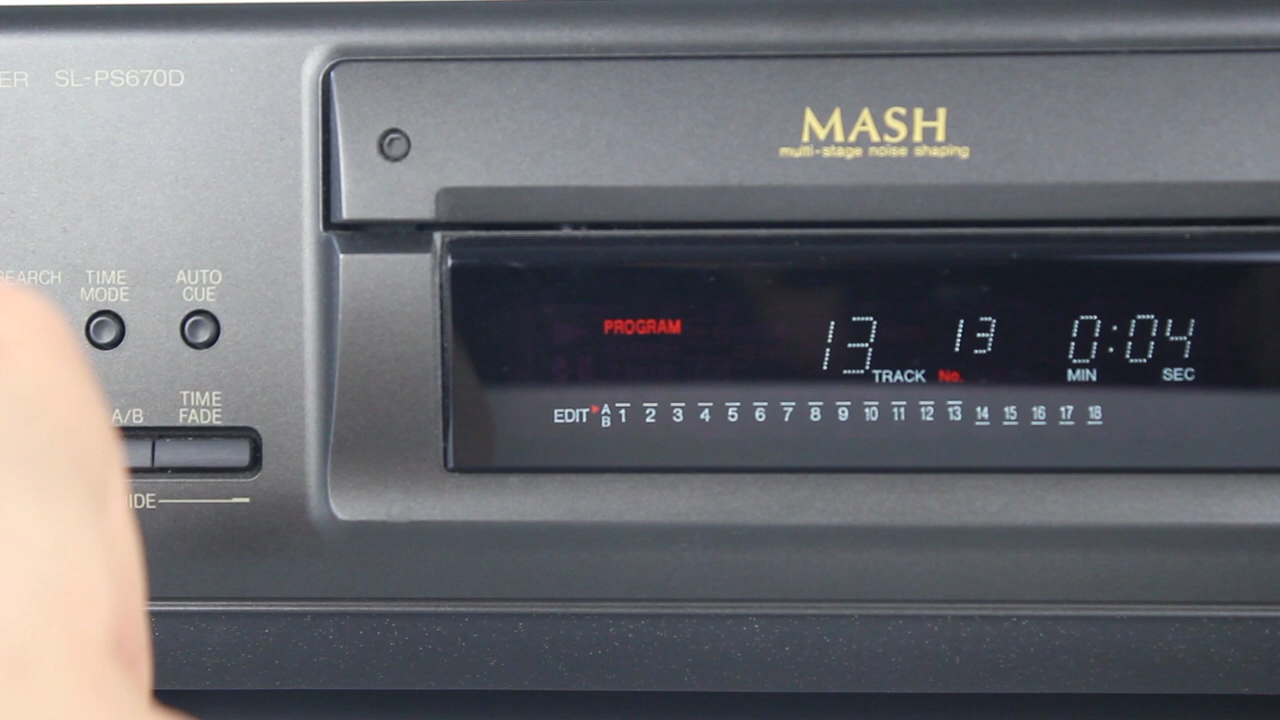 ER SL-PS670D
MASH
multi-stage noise shaping
SEARCH TIME MODE AUTO CUE
PROGRAM 13 13 0:04
TRACK No. MIN SEC
A/B TIME FADE
EDIT A B 1 2 3 4 5 6 7 8 9 10 11 12 13 14 15 16 17 18
IDE